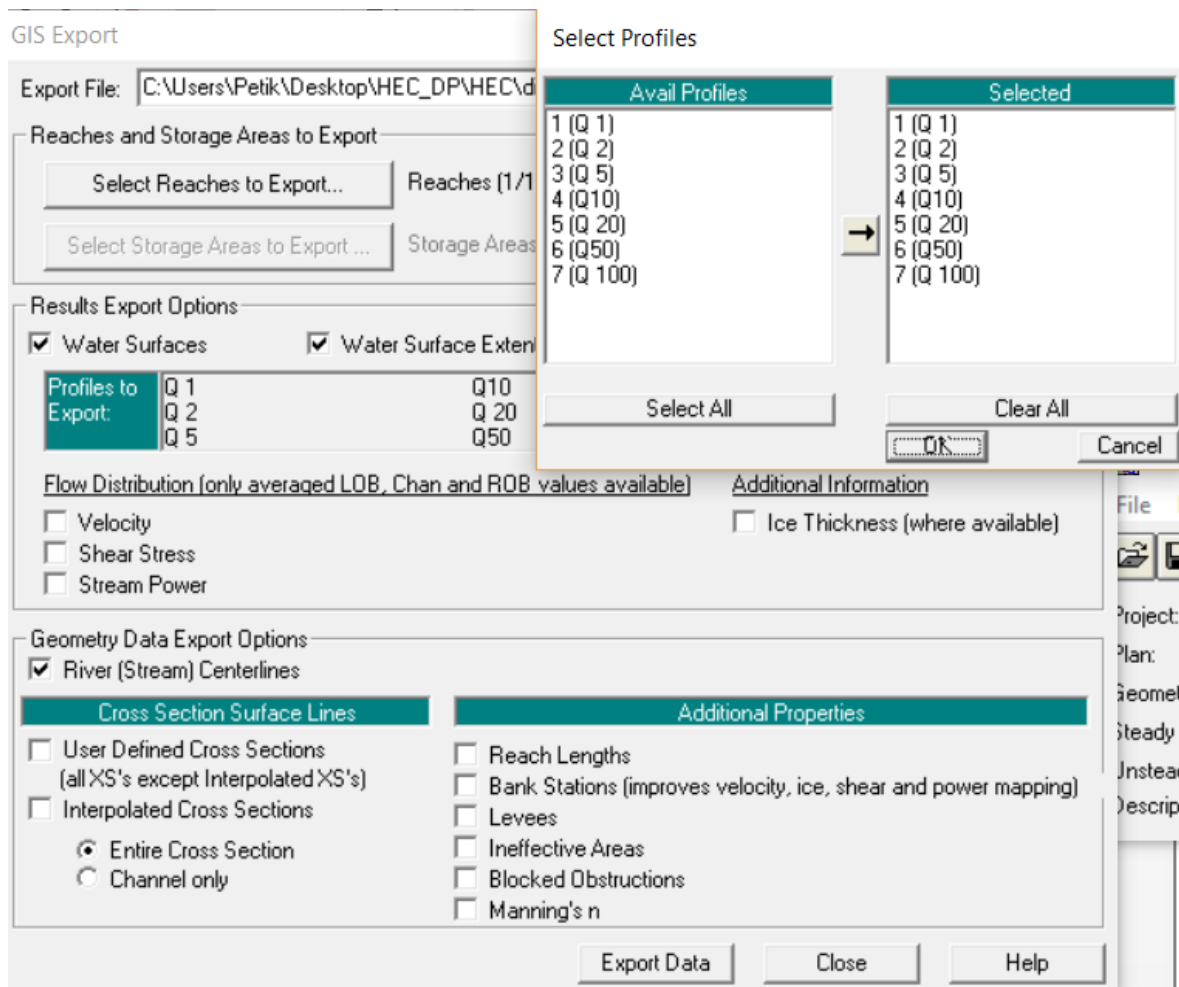 GIS Export
Select Profiles
Export File: C:\Users\Petik\Desktop\HEC_DP\HEC\di
Avail Profiles
1 (Q 1)
2 (Q 2)
3 (Q 5)
4 (Q10)
5 (Q 20)
6 (Q50)
7 (Q 100)
Selected
1 (Q 1)
2 (Q 2)
3 (Q 5)
4 (Q10)
5 (Q 20)
6 (Q50)
7 (Q 100)
Select All
Clear All
OK
Cancel
Reaches and Storage Areas to Export
Select Reaches to Export...
Reaches (1/1
Select Storage Areas to Export ...
Storage Areas
Results Export Options
Water Surfaces
Water Surface Extent
Profiles to
Export:
Q 1
Q 2
Q 5
Q10
Q 20
Q50
Flow Distribution (only averaged LOB, Chan and ROB values available)
Additional Information
Velocity
Shear Stress
Stream Power
Ice Thickness (where available)
Geometry Data Export Options
River (Stream) Centerlines
Cross Section Surface Lines
User Defined Cross Sections
(all XS's except Interpolated XS's)
Interpolated Cross Sections
Entire Cross Section
Channel only
Additional Properties
Reach Lengths
Bank Stations (improves velocity, ice, shear and power mapping)
Levees
Ineffective Areas
Blocked Obstructions
Manning's n
Export Data
Close
Help
File
Project:
Plan:
Geomet
Steady
Unstead
Descrip